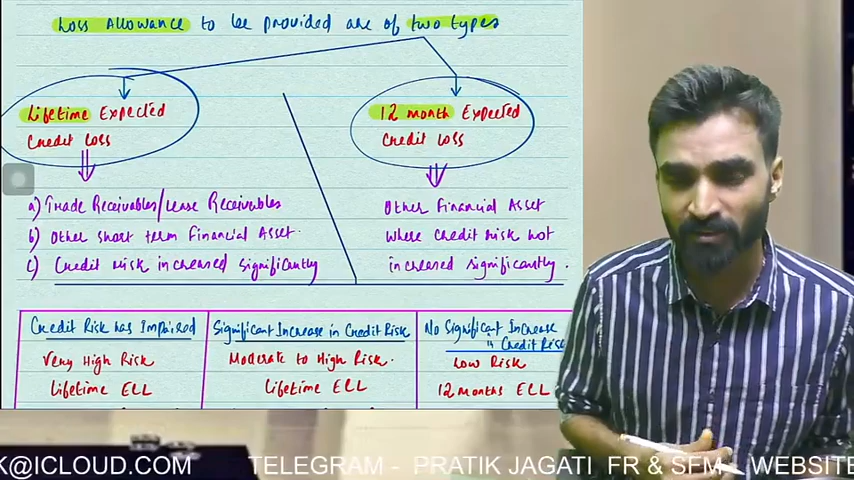 Loss Allowance to be provided are of two types
Lifetime Expected
Credit Loss
12 month Expected
Credit Loss
a) Trade Receivables/Lease Receivables
b) Other short term Financial Asset.
c) Credit risk increased significantly
Other Financial Asset
where credit risk not
increased significantly.
Credit Risk has Impaired
Very High Risk
Lifetime ECL
Significant Increase in Credit Risk
Moderate to High Risk.
Lifetime ECL
No Significant Increase
in Credit Risk
Low Risk
12 months ECL
K@ICLOUD.COM TELEGRAM - PRATIK JAGATI FR & SFM - WEBSITE